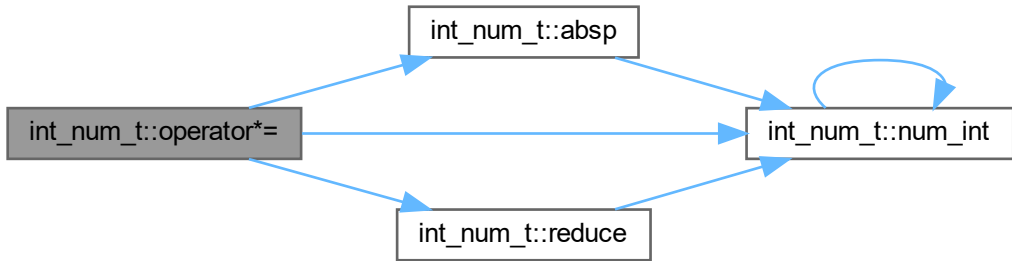 int_num_t::absp
int_num_t::operator*=
int_num_t::num_int
int_num_t::reduce